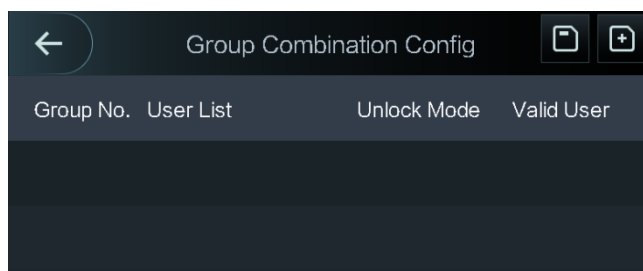 Group Combination Config
Group No. User List Unlock Mode Valid User